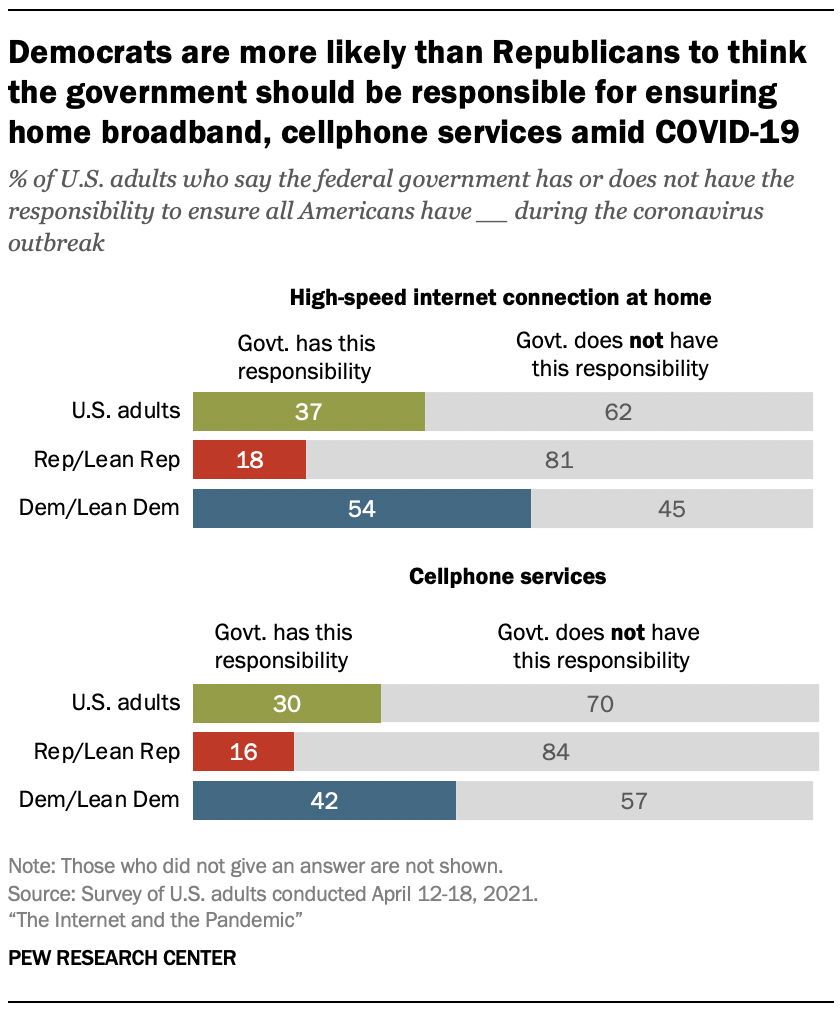 Democrats are more likely than Republicans to think
the government should be responsible for ensuring
home broadband, cellphone services amid COVID-19
% of U.S. adults who say the federal government has or does not have the
responsibility to ensure all Americans have __ during the coronavirus
outbreak
High-speed internet connection at home
Govt. has this
responsibility
Govt. does not have
this responsibility
U.S. adults 37 62
Rep/Lean Rep 18 81
Dem/Lean Dem 54 45
Cellphone services
Govt. has this
responsibility
Govt. does not have
this responsibility
U.S. adults 30 70
Rep/Lean Rep 16 84
Dem/Lean Dem 42 57
Note: Those who did not give an answer are not shown.
Source: Survey of U.S. adults conducted April 12-18, 2021.
“The Internet and the Pandemic”
PEW RESEARCH CENTER